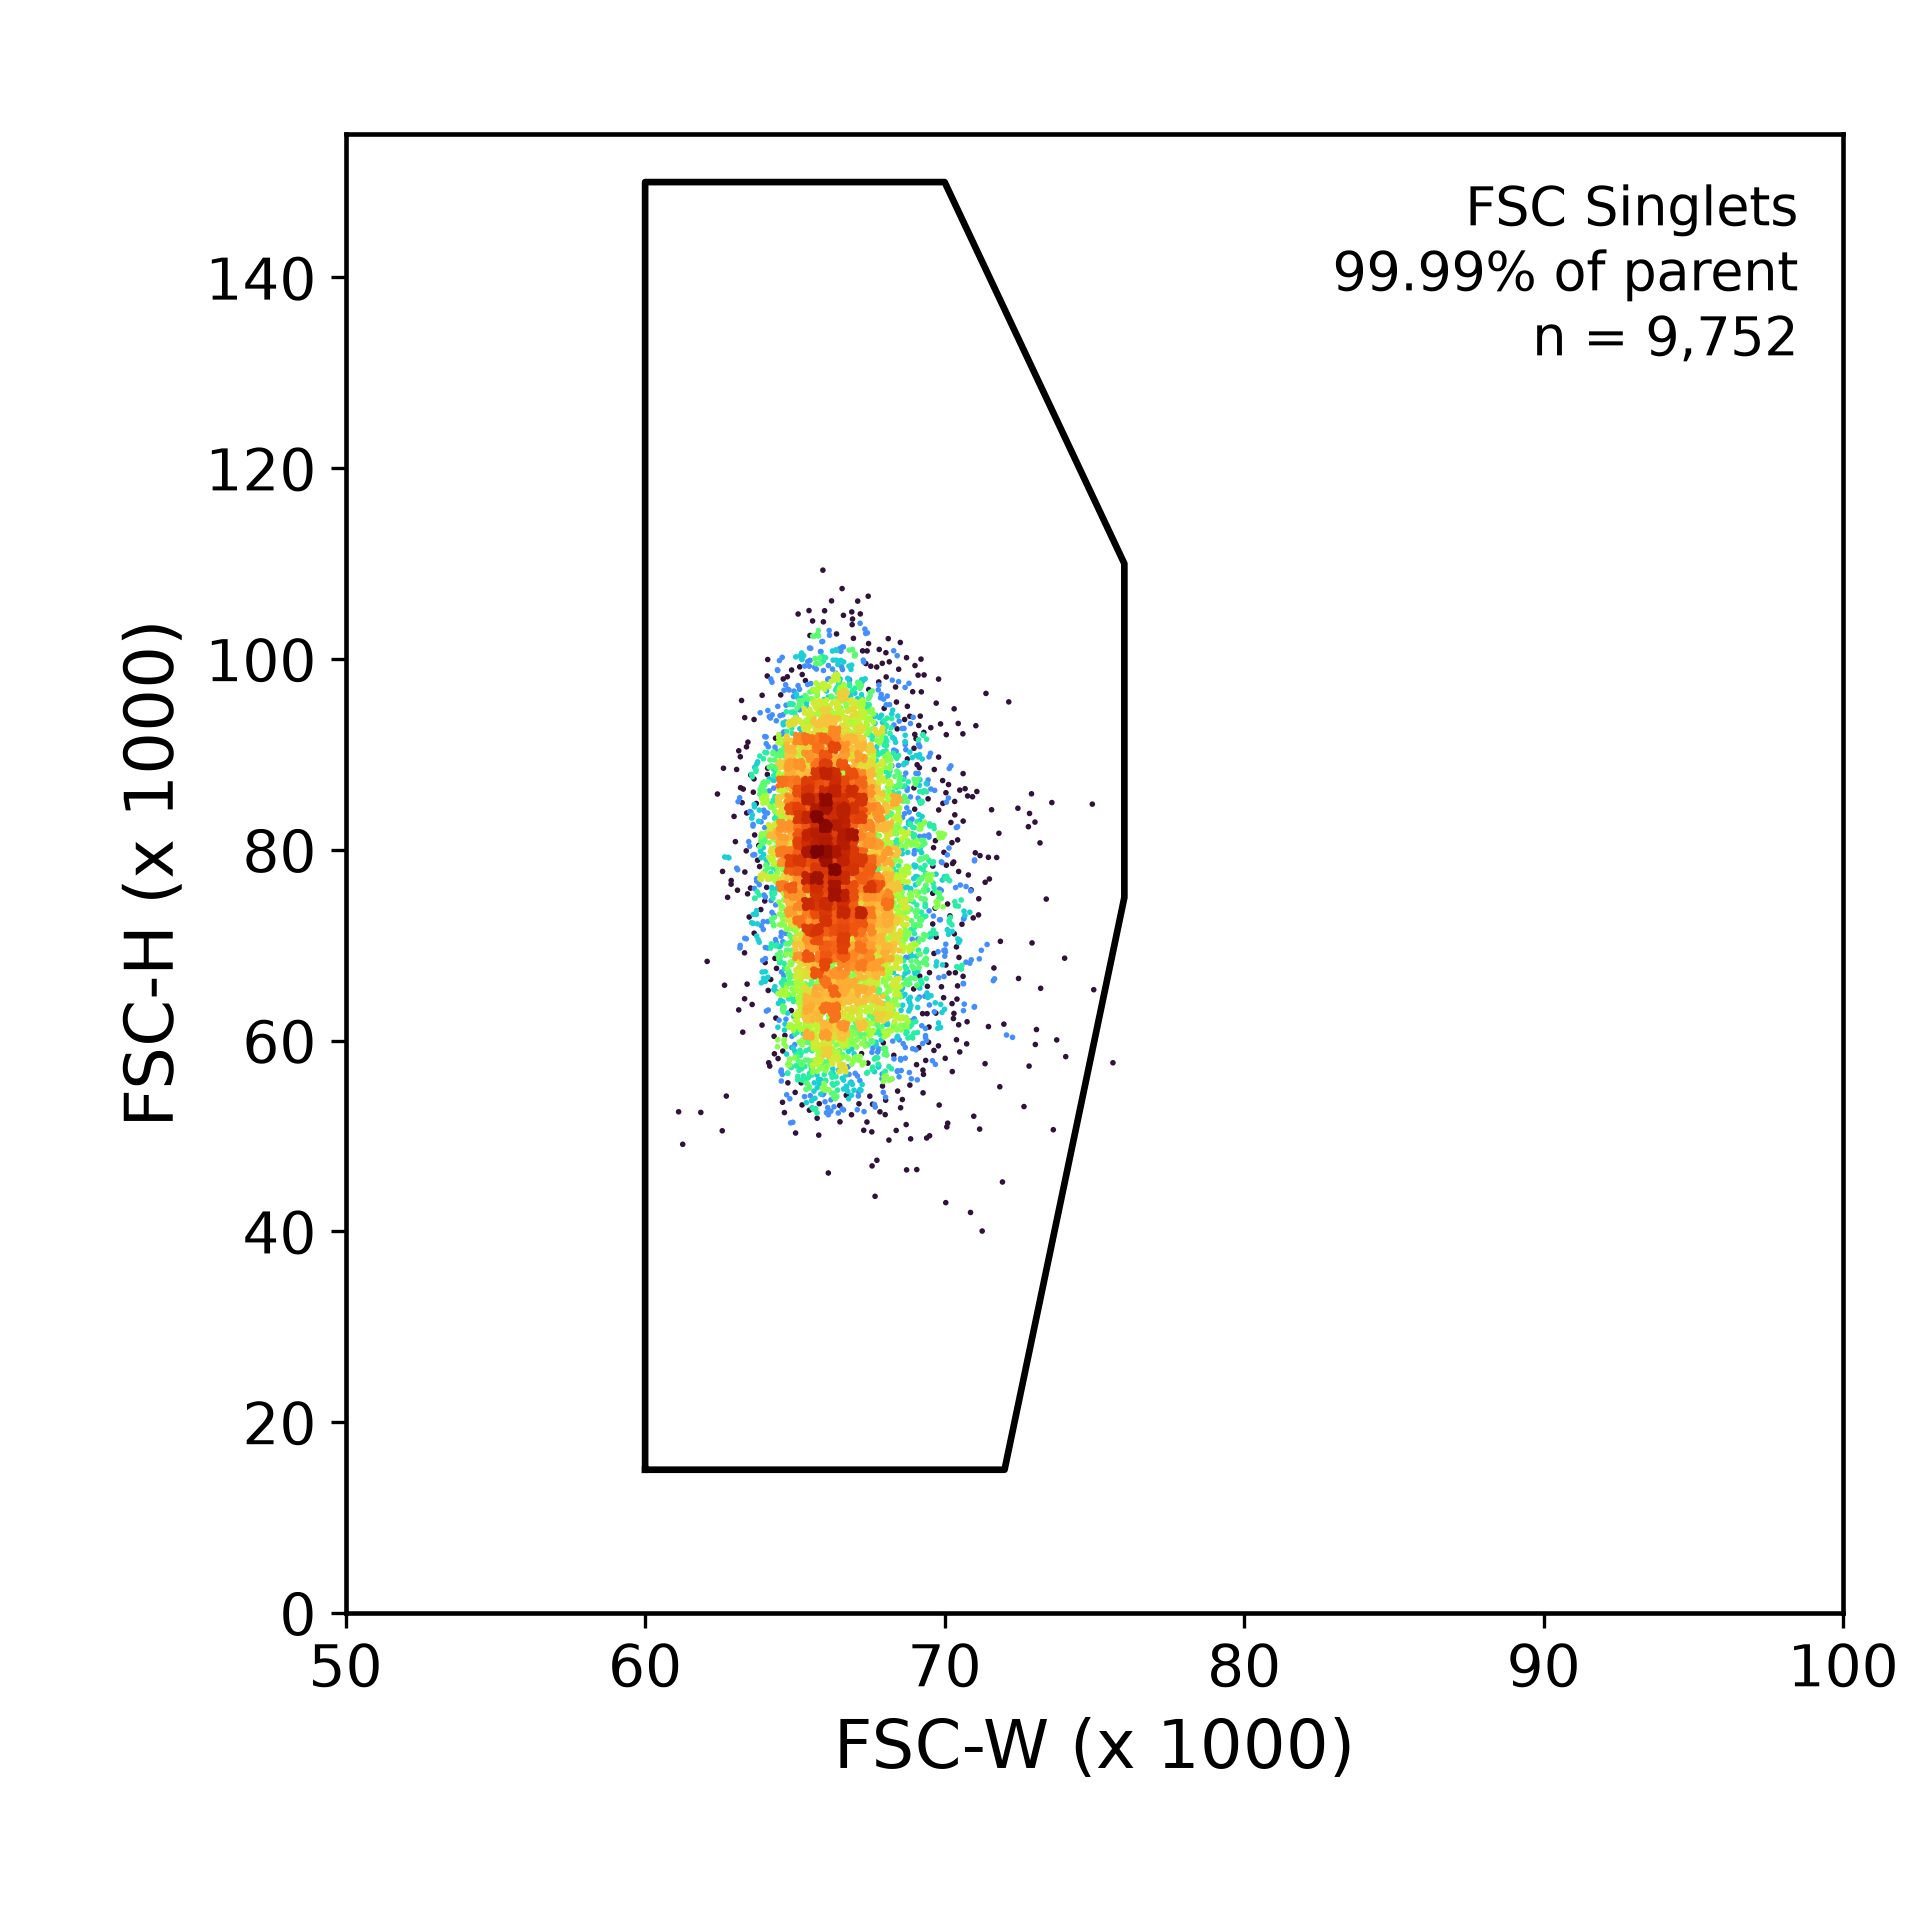 FSC Singlets
99.99% of parent
n = 9,752
140
120
100
80
60
40
20
0
FSC-H (x 1000)
50 60 70 80 90 100
FSC-W (x 1000)